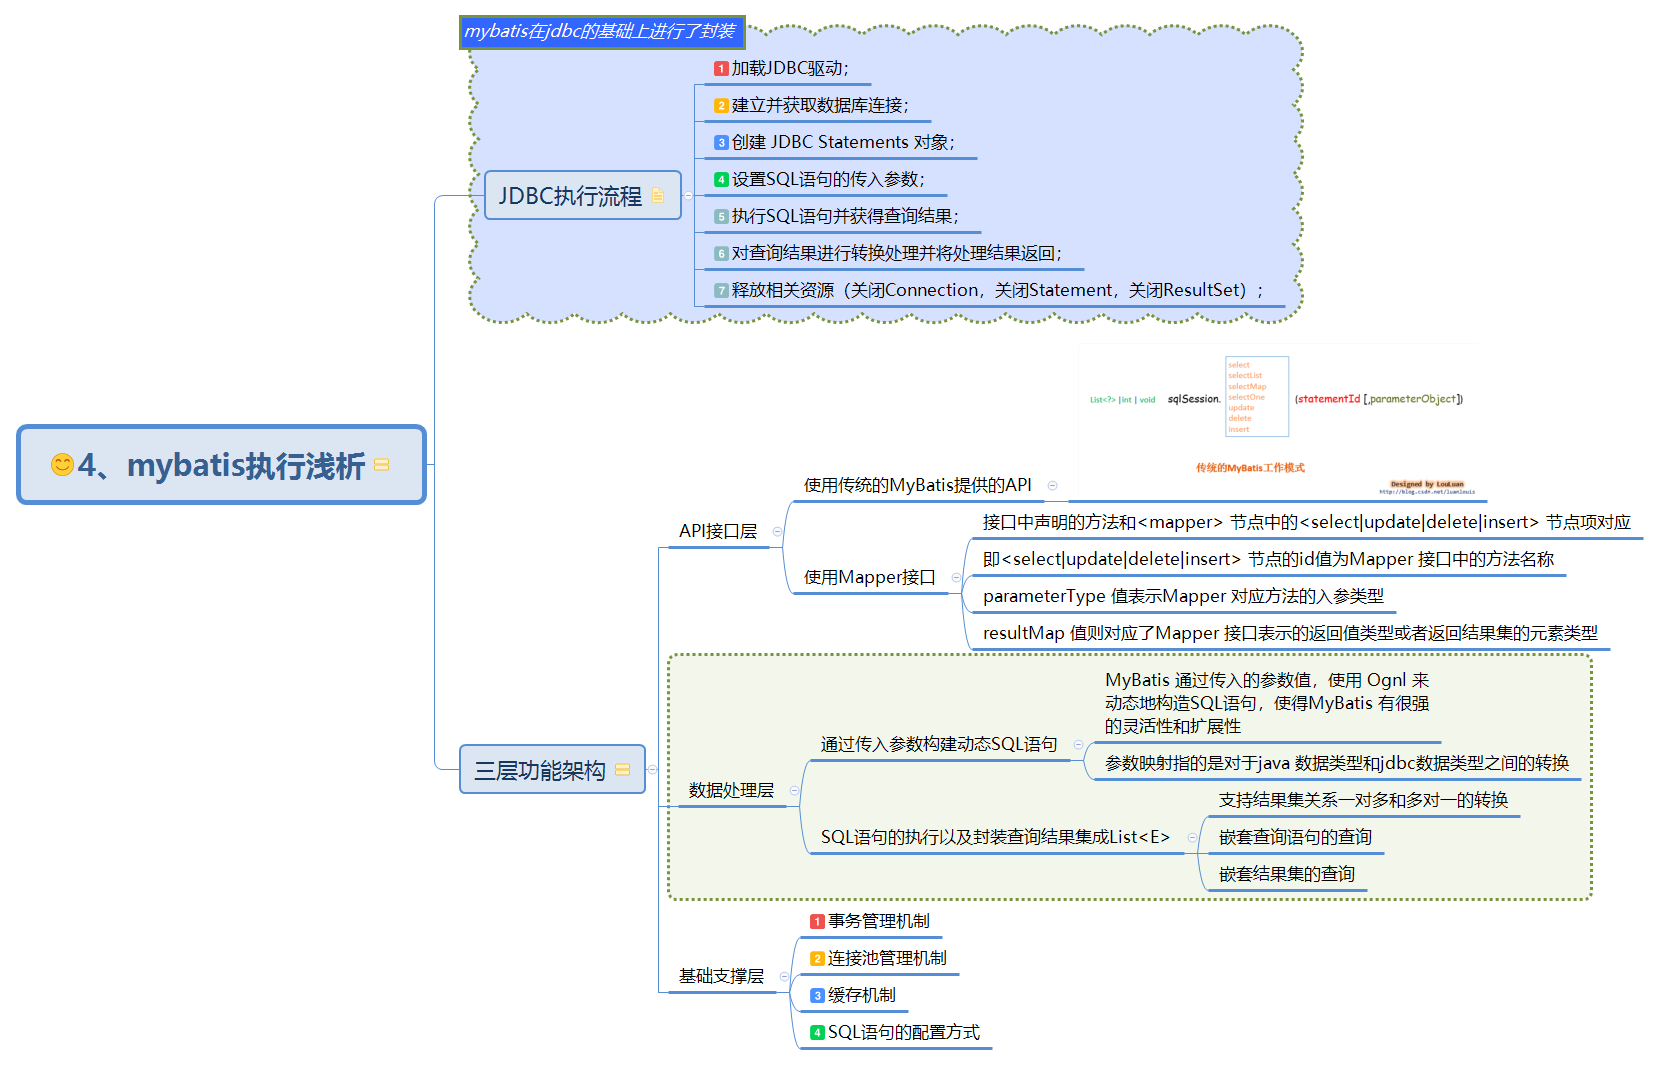 mybatis在jdbc的基础上进行了封装
1 加载JDBC驱动；
2 建立并获取数据库连接；
3 创建 JDBC Statements 对象；
JDBC执行流程
4 设置SQL语句的传入参数；
5 执行SQL语句并获得查询结果；
6 对查询结果进行转换处理并将处理结果返回；
7 释放相关资源（关闭Connection，关闭Statement，关闭ResultSet）；
4、mybatis执行浅析
三层功能架构
API接口层
使用传统的MyBatis提供的API
List<?> |int | void sqlSession.
select
selectList
selectMap
selectOne
update
delete
insert
(statementId [,parameterObject])
传统的MyBatis工作模式
Designed by LouLuan
http://blog.csdn.net/luanlouis
使用Mapper接口
接口中声明的方法和<mapper> 节点中的<select|update|delete|insert> 节点项对应
即<select|update|delete|insert> 节点的id值为Mapper 接口中的方法名称
parameterType 值表示Mapper 对应方法的入参类型
resultMap 值则对应了Mapper 接口表示的返回值类型或者返回结果集的元素类型
数据处理层
通过传入参数构建动态SQL语句
MyBatis 通过传入的参数值，使用 Ognl 来
动态地构造SQL语句，使得MyBatis 有很强
的灵活性和扩展性
参数映射指的是对于java 数据类型和jdbc数据类型之间的转换
SQL语句的执行以及封装查询结果集成List<E>
支持结果集关系一对多和多对一的转换
嵌套查询语句的查询
嵌套结果集的查询
基础支撑层
1 事务管理机制
2 连接池管理机制
3 缓存机制
4 SQL语句的配置方式